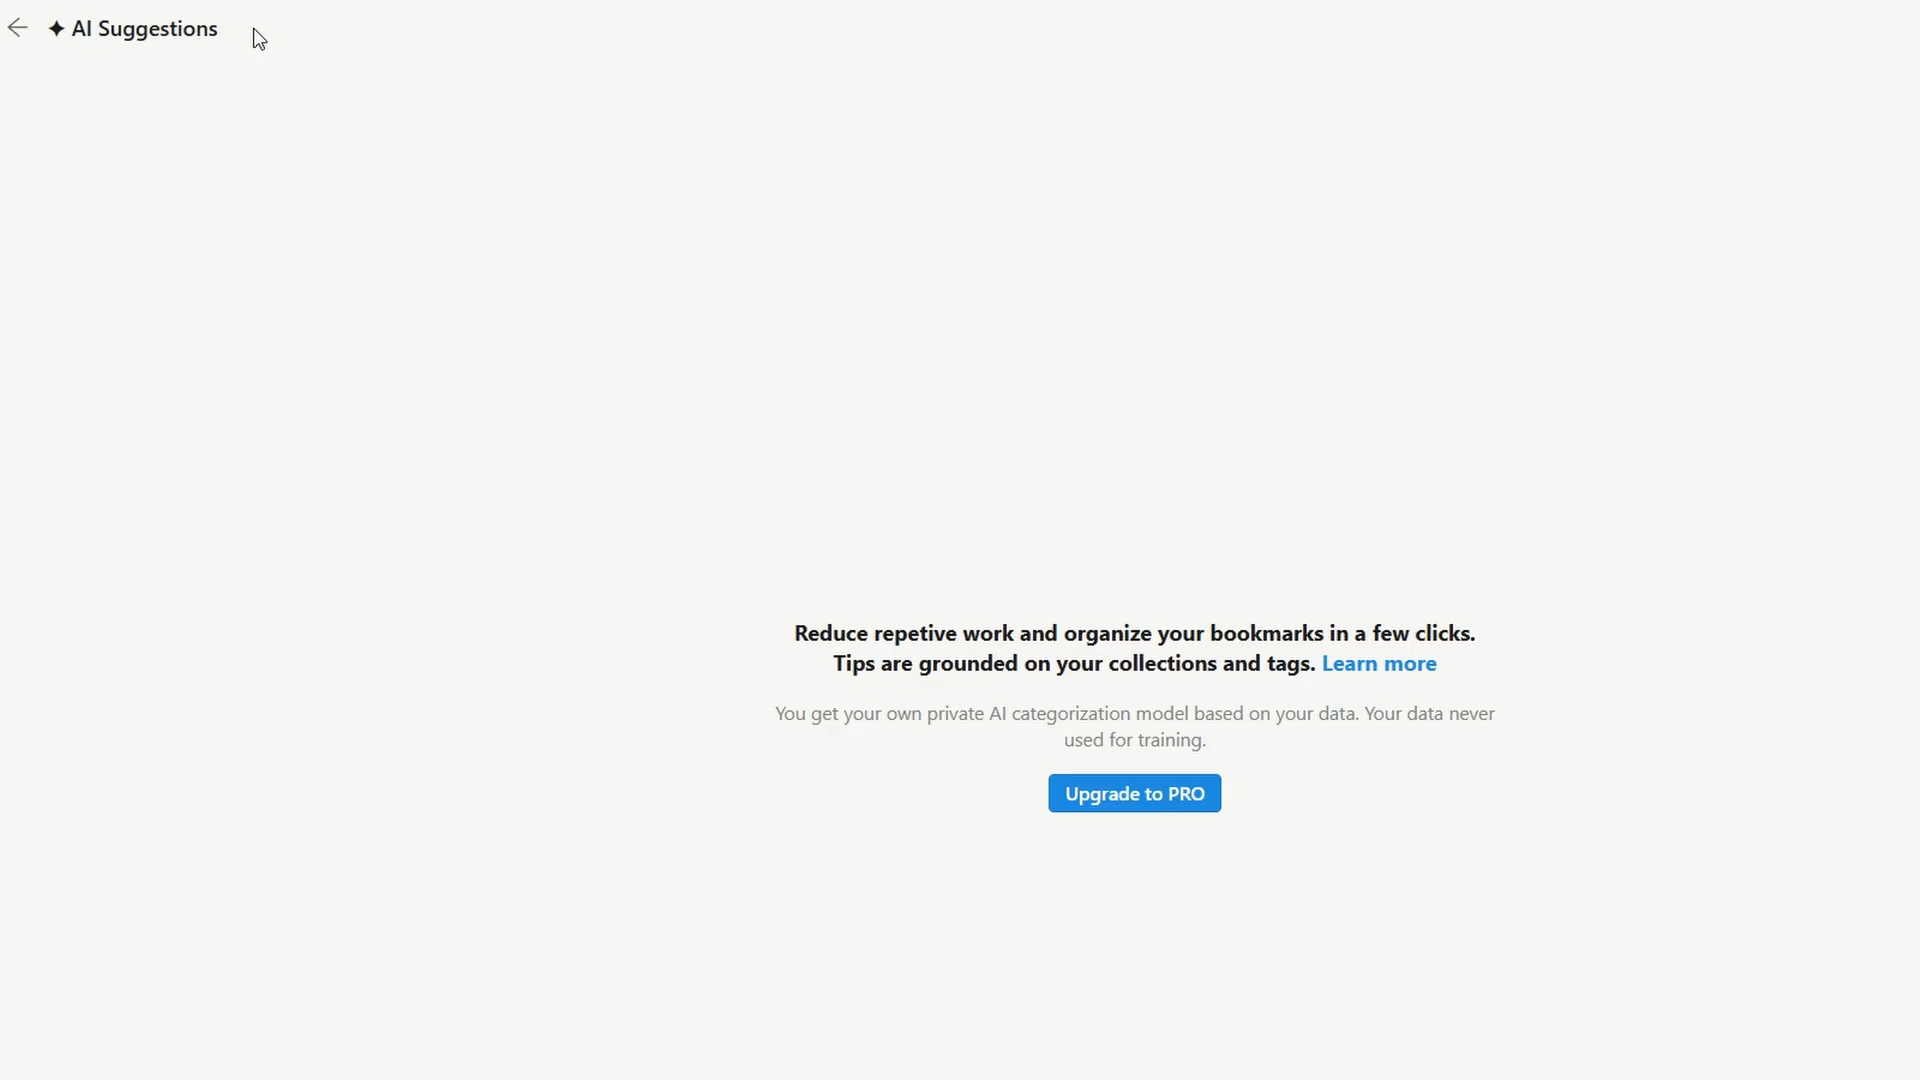 AI Suggestions
Reduce repetive work and organize your bookmarks in a few clicks.
Tips are grounded on your collections and tags. Learn more
You get your own private AI categorization model based on your data. Your data never
used for training.
Upgrade to PRO